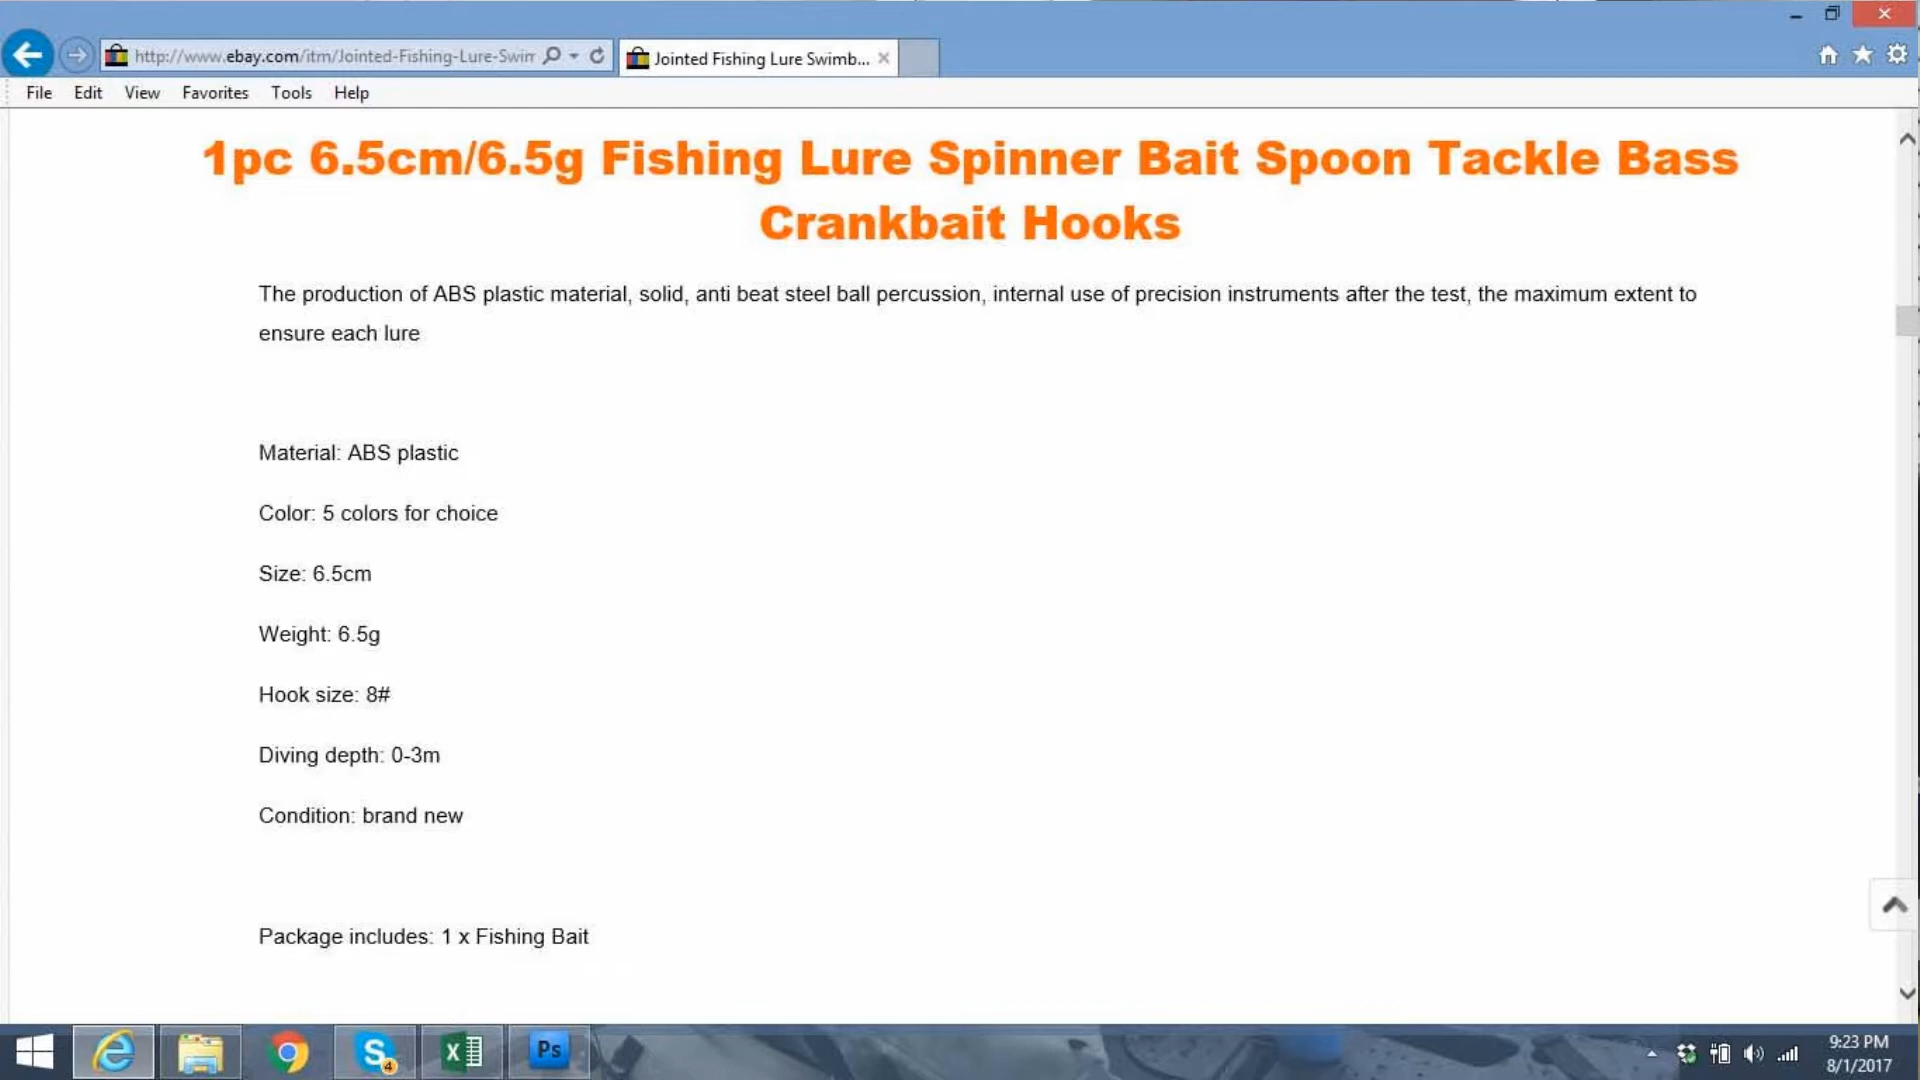 http://www.ebay.com/itm/Jointed-Fishing-Lure-Swim
Jointed Fishing Lure Swimb...
File Edit View Favorites Tools Help
1pc 6.5cm/6.5g Fishing Lure Spinner Bait Spoon Tackle Bass
Crankbait Hooks
The production of ABS plastic material, solid, anti beat steel ball percussion, internal use of precision instruments after the test, the maximum extent to
ensure each lure
Material: ABS plastic
Color: 5 colors for choice
Size: 6.5cm
Weight: 6.5g
Hook size: 8#
Diving depth: 0-3m
Condition: brand new
Package includes: 1 x Fishing Bait
S 4
X
Ps
9:23 PM
8/1/2017